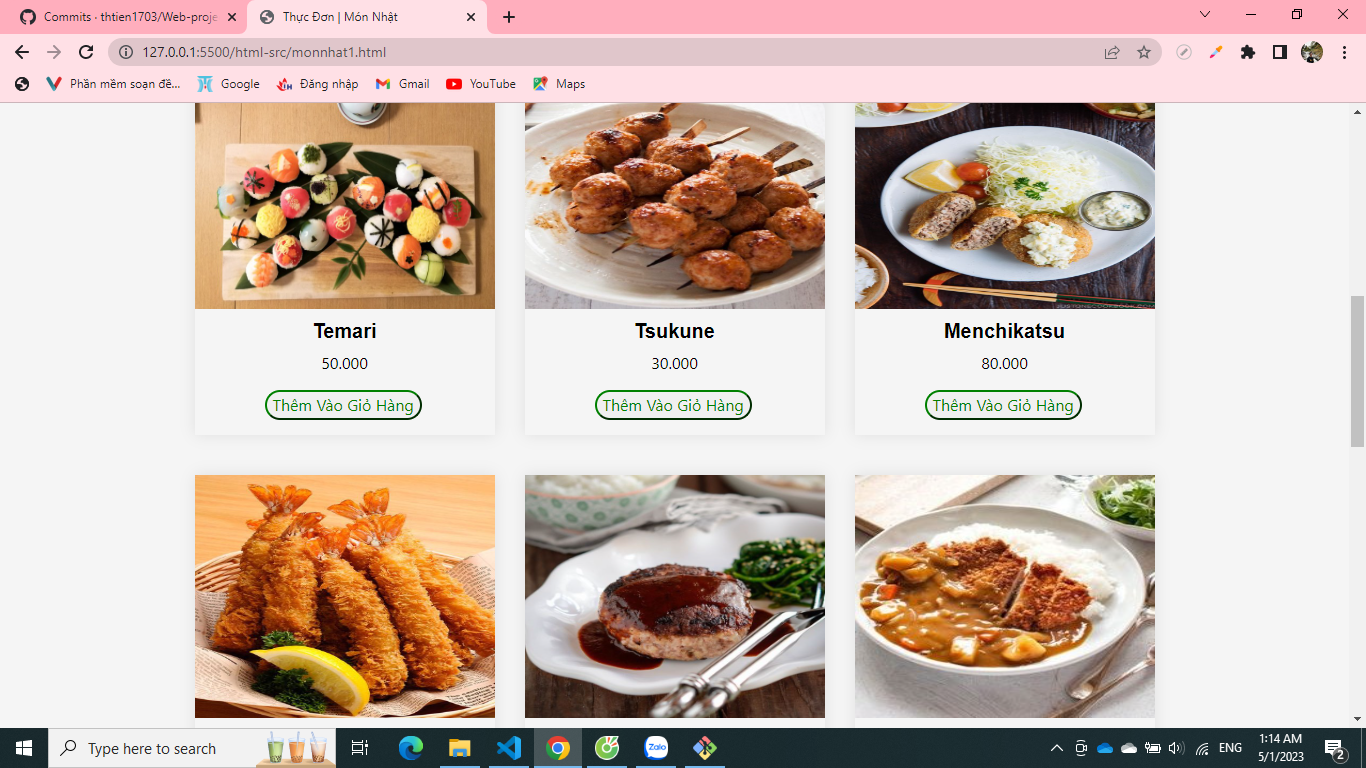 Commits · thtien1703/Web-proje
Thực Đơn | Món Nhật
127.0.0.1:5500/html-src/monnhat1.html
Phần mềm soạn đề...
Google
Đăng nhập
Gmail
YouTube
Maps
Temari
Tsukune
Menchikatsu
50.000
30.000
80.000
Thêm Vào Giỏ Hàng
Thêm Vào Giỏ Hàng
Thêm Vào Giỏ Hàng
Type here to search
Zalo
ENG
1:14 AM
5/1/2023
2